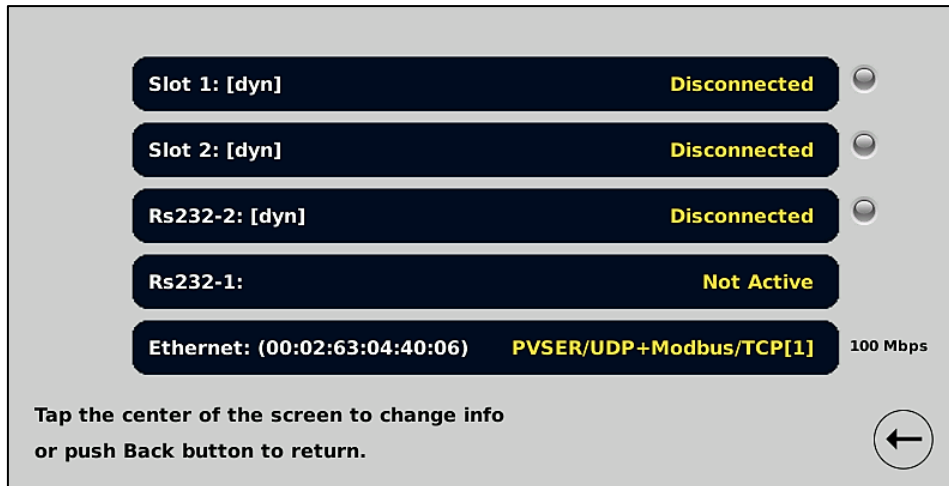 Slot 1: [dyn] Disconnected
Slot 2: [dyn] Disconnected
Rs232-2: [dyn] Disconnected
Rs232-1: Not Active
Ethernet: (00:02:63:04:40:06) PVSER/UDP+Modbus/TCP[1] 100 Mbps
Tap the center of the screen to change info
or push Back button to return.